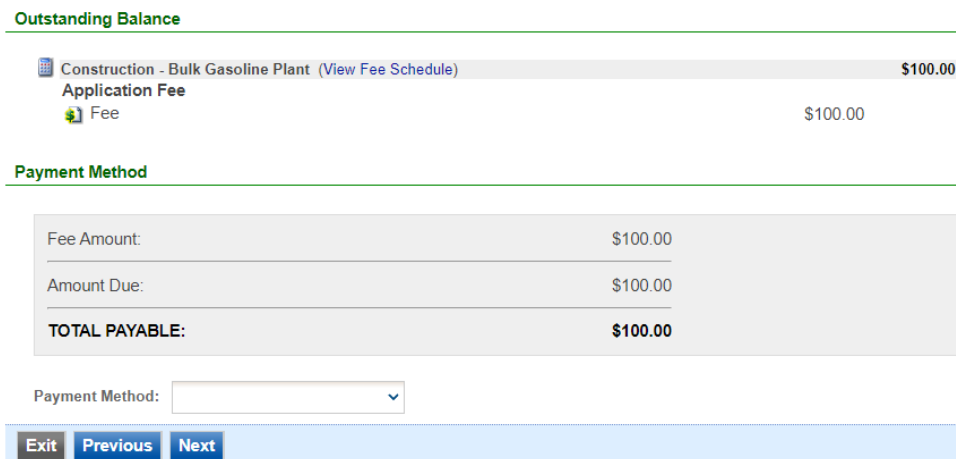 Outstanding Balance
Construction - Bulk Gasoline Plant (View Fee Schedule) $100.00
Application Fee
Fee $100.00
Payment Method
Fee Amount: $100.00
Amount Due: $100.00
TOTAL PAYABLE: $100.00
Payment Method:
Exit Previous Next